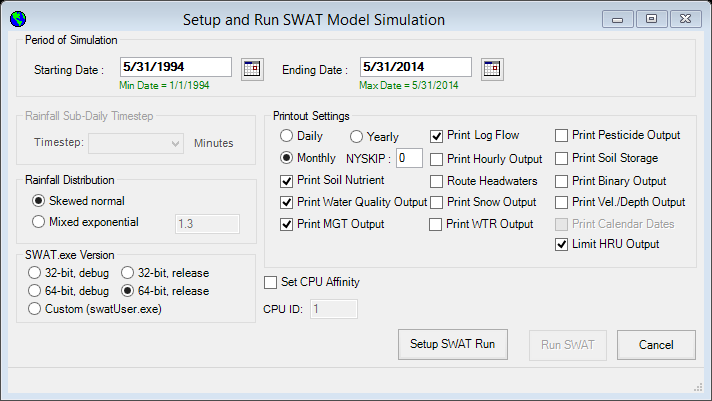 Setup and Run SWAT Model Simulation
Period of Simulation
Starting Date : 5/31/1994 Ending Date : 5/31/2014
Min Date = 1/1/1994 Max Date = 5/31/2014
Rainfall Sub-Daily Timestep
Timestep: Minutes
Rainfall Distribution
Skewed normal
Mixed exponential 1.3
SWAT.exe Version
32-bit, debug 32-bit, release
64-bit, debug 64-bit, release
Custom (swatUser.exe)
Printout Settings
Daily Yearly Print Log Flow Print Pesticide Output
Monthly NYSKIP : 0 Print Hourly Output Print Soil Storage
Print Soil Nutrient Route Headwaters Print Binary Output
Print Water Quality Output Print Snow Output Print Vel./Depth Output
Print MGT Output Print WTR Output Print Calendar Dates
Limit HRU Output
Set CPU Affinity
CPU ID: 1
Setup SWAT Run Run SWAT Cancel